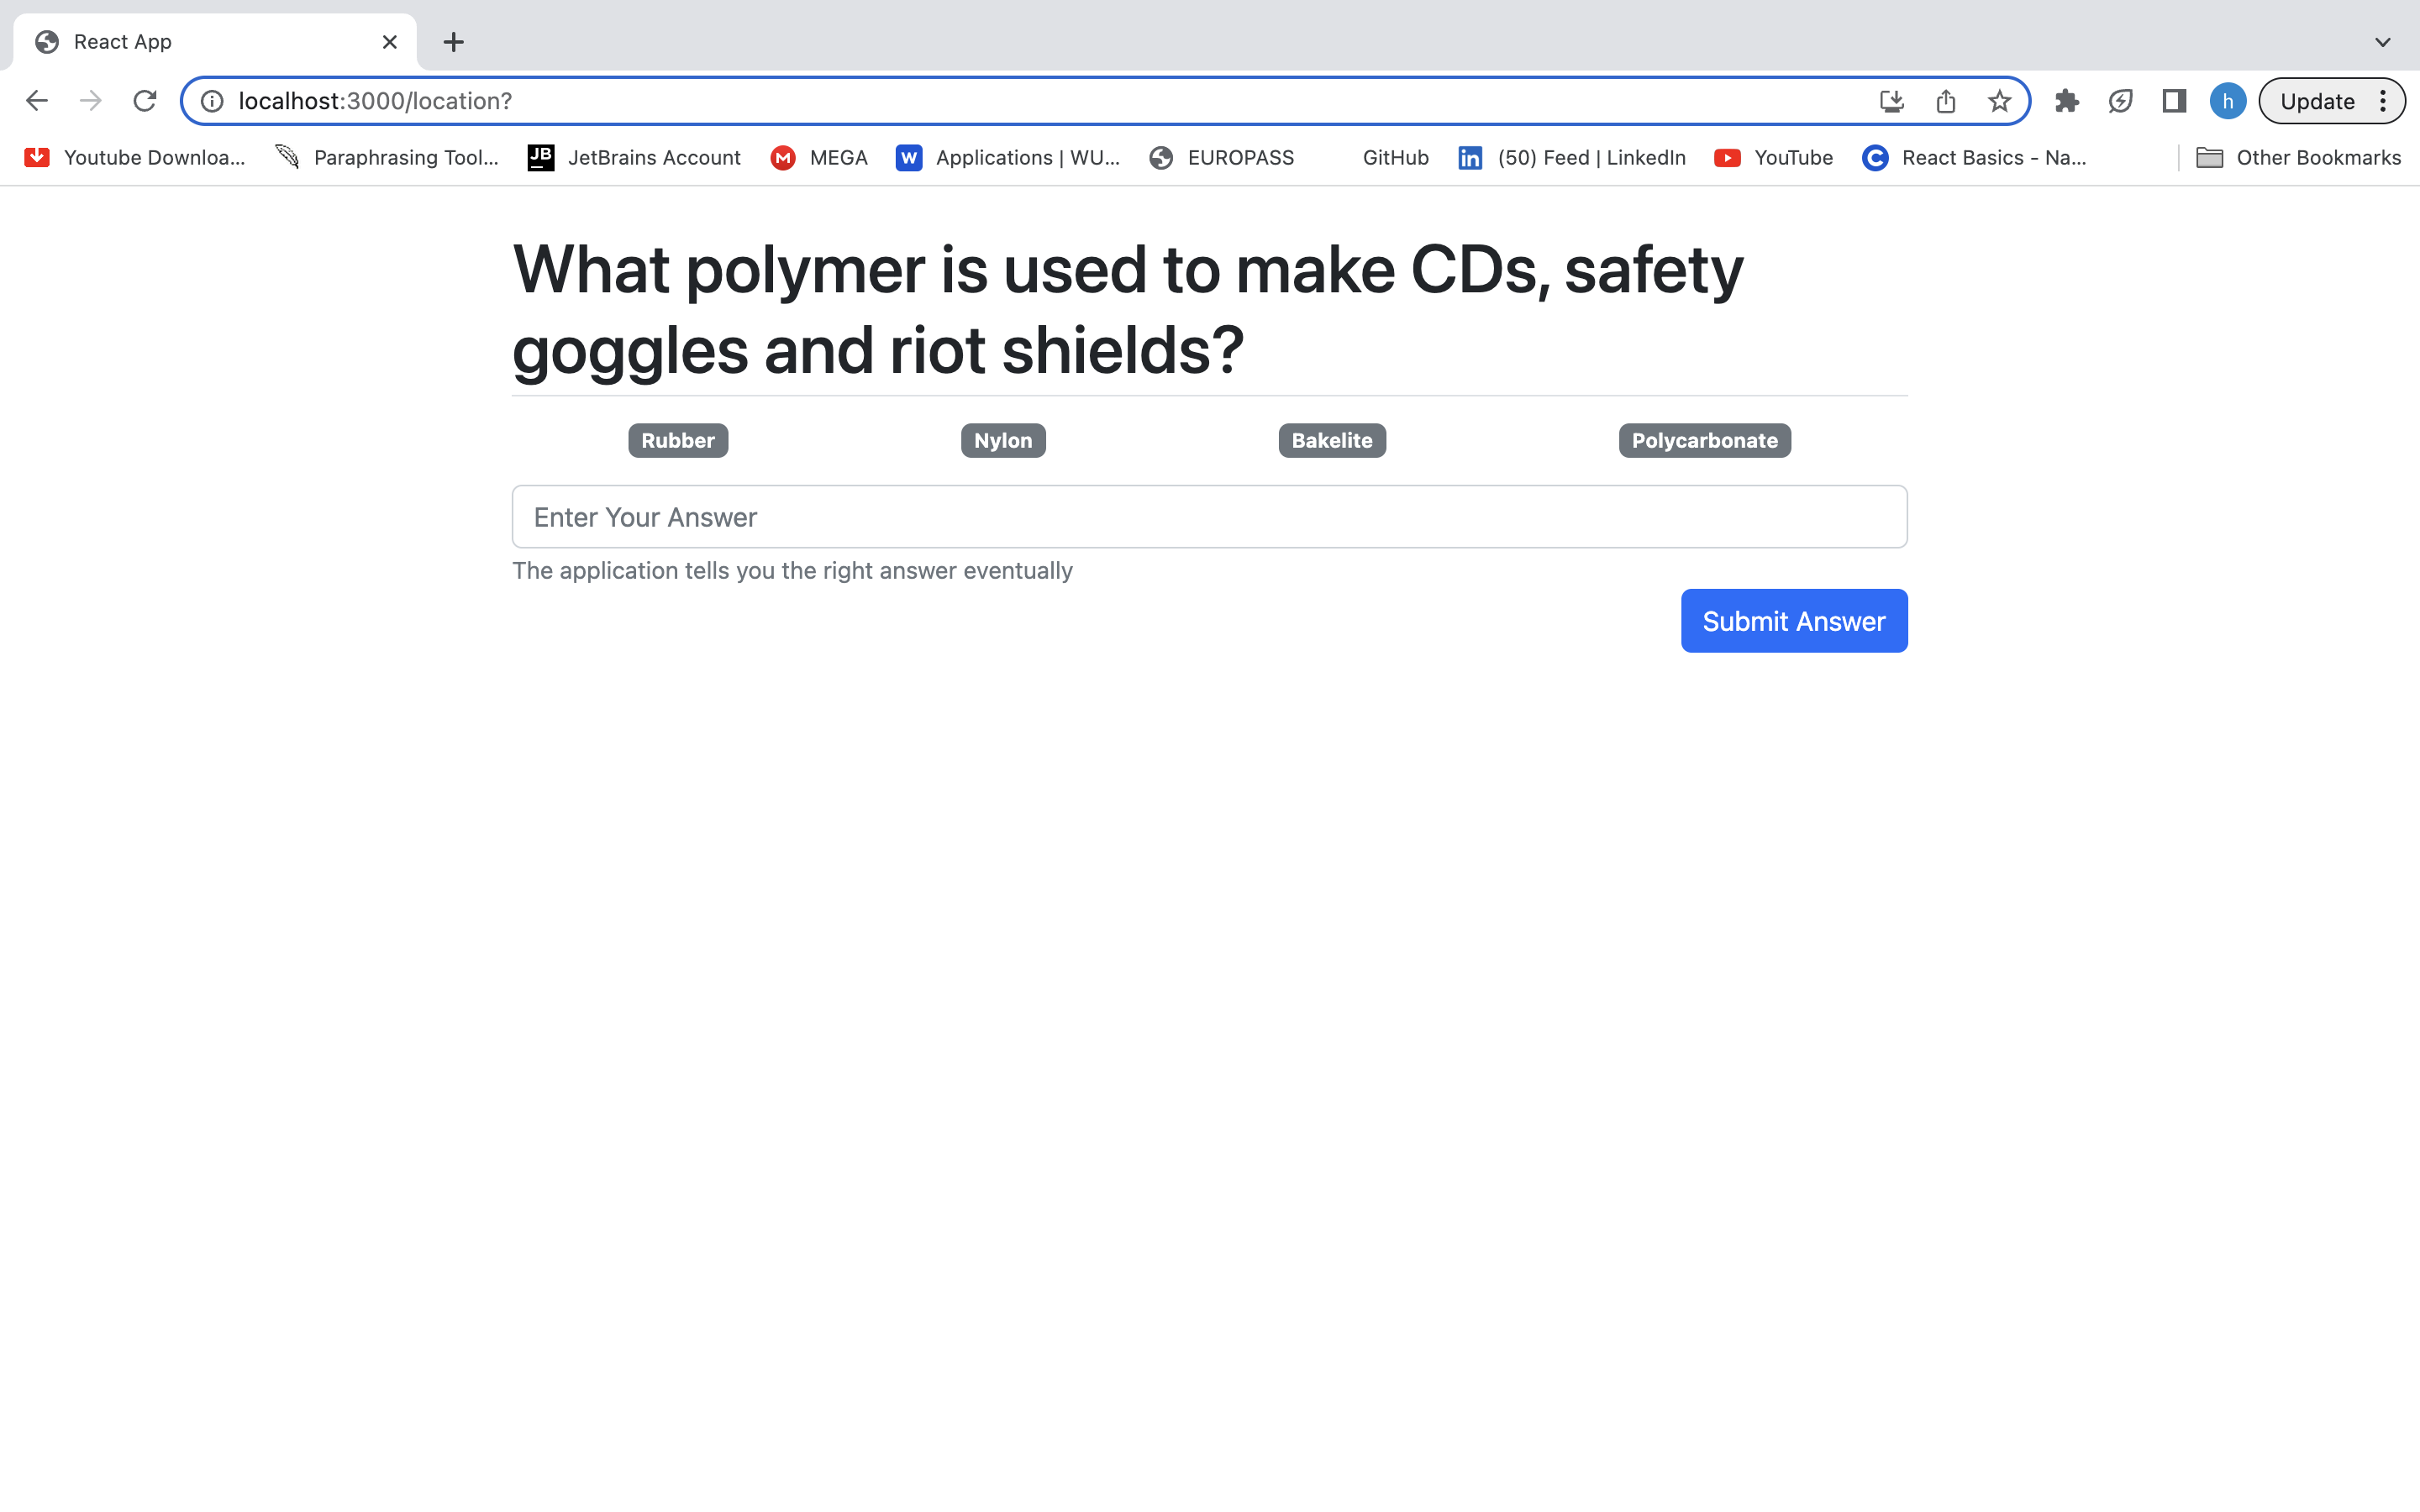 React App
localhost:3000/location?
h
Update
Youtube Downloa...
Paraphrasing Tool...
JB
JetBrains Account
M
MEGA
W
Applications | WU...
EUROPASS
GitHub
in
(50) Feed | LinkedIn
YouTube
C
React Basics - Na...
Other Bookmarks
What polymer is used to make CDs, safety
goggles and riot shields?
Rubber
Nylon
Bakelite
Polycarbonate
Enter Your Answer
The application tells you the right answer eventually
Submit Answer